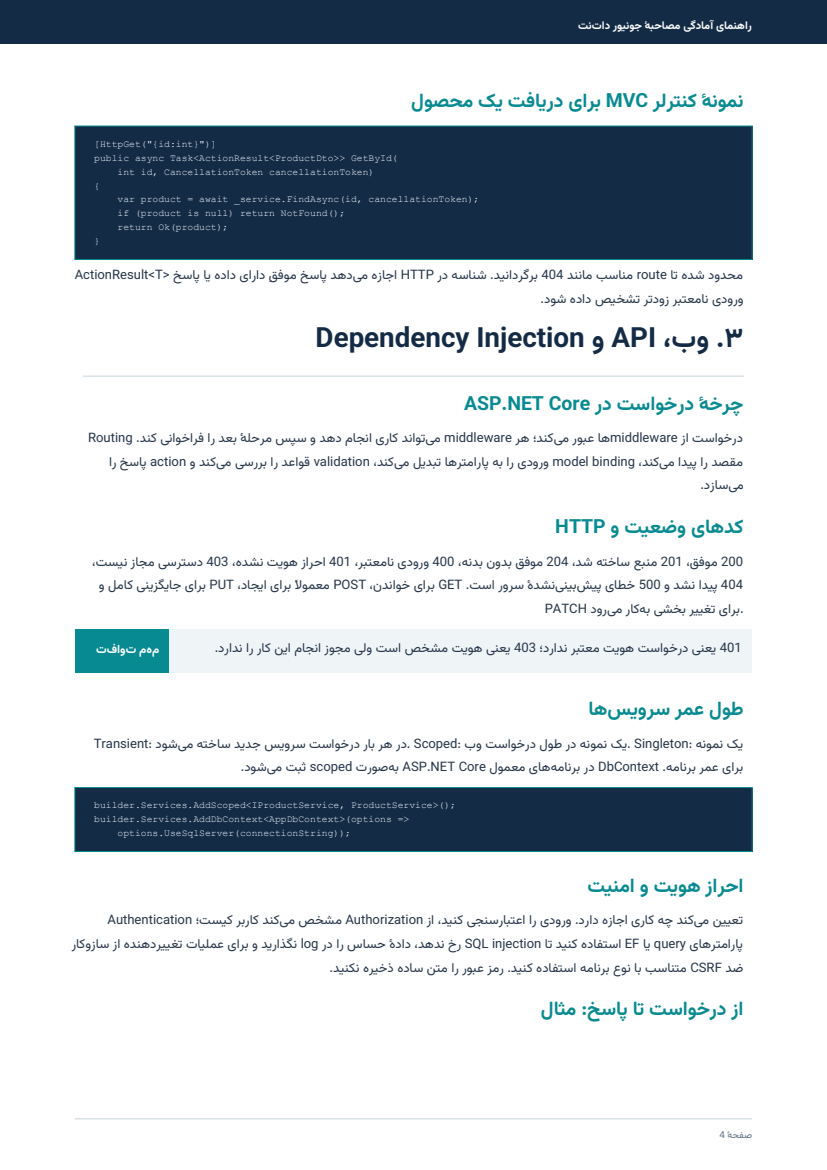 راهنمای آمادگی مصاحبهٔ جونیور دات‌نت
نمونهٔ کنترلر MVC برای دریافت یک محصول
[HttpGet("{id:int}")]
public async Task<ActionResult<ProductDto>> GetById(
    int id, CancellationToken cancellationToken)
{
    var product = await _service.FindAsync(id, cancellationToken);
    if (product is null) return NotFound();
    return Ok(product);
}
محدود شده تا route مناسب مانند 404 برگردانید. شناسه در HTTP اجازه می‌دهد پاسخ موفق دارای داده یا پاسخ ActionResult<T>
ورودی نامعتبر زودتر تشخیص داده شود.
۳. وب، API و Dependency Injection
چرخهٔ درخواست در ASP.NET Core
درخواست از middlewareها عبور می‌کند؛ هر middleware می‌تواند کاری انجام دهد و سپس مرحلهٔ بعد را فراخوانی کند. Routing
مقصد را پیدا می‌کند، model binding ورودی را به پارامترها تبدیل می‌کند، validation قواعد را بررسی می‌کند و action پاسخ را
می‌سازد.
کدهای وضعیت و HTTP
200 موفق، 201 منبع ساخته شد، 204 موفق بدون بدنه، 400 ورودی نامعتبر، 401 احراز هویت نشده، 403 دسترسی مجاز نیست،
404 پیدا نشد و 500 خطای پیش‌بینی‌نشدهٔ سرور است. GET برای خواندن، POST معمولاً برای ایجاد، PUT برای جایگزینی کامل و
.برای تغییر بخشی به‌کار می‌رود PATCH
401 یعنی درخواست هویت معتبر ندارد؛ 403 یعنی هویت مشخص است ولی مجوز انجام این کار را ندارد.
مهم تفاوت
طول عمر سرویس‌ها
یک نمونه :Singleton .یک نمونه در طول درخواست وب :Scoped .در هر بار درخواست سرویس جدید ساخته می‌شود :Transient
برای عمر برنامه. DbContext در برنامه‌های معمول ASP.NET Core به‌صورت scoped ثبت می‌شود.
builder.Services.AddScoped<IProductService, ProductService>();
builder.Services.AddDbContext<AppDbContext>(options =>
    options.UseSqlServer(connectionString));
احراز هویت و امنیت
تعیین می‌کند چه کاری اجازه دارد. ورودی را اعتبارسنجی کنید، از Authorization مشخص می‌کند کاربر کیست؛ Authentication
پارامترهای query یا EF استفاده کنید تا SQL injection رخ ندهد، دادهٔ حساس را در log نگذارید و برای عملیات تغییردهنده از سازوکار
ضد CSRF متناسب با نوع برنامه استفاده کنید. رمز عبور را متن ساده ذخیره نکنید.
از درخواست تا پاسخ: مثال
صفحهٔ 4